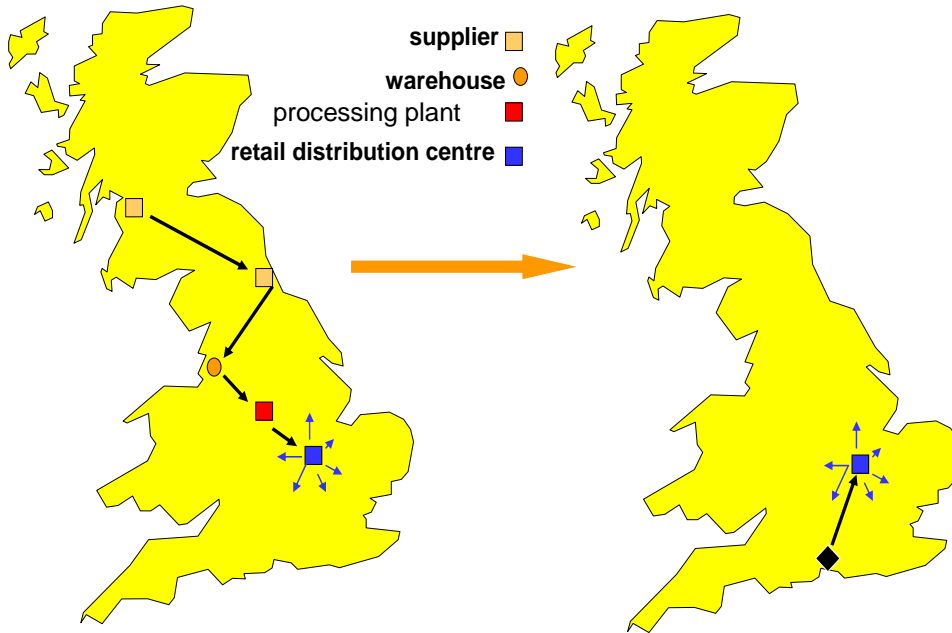 supplier
warehouse
processing plant
retail distribution centre